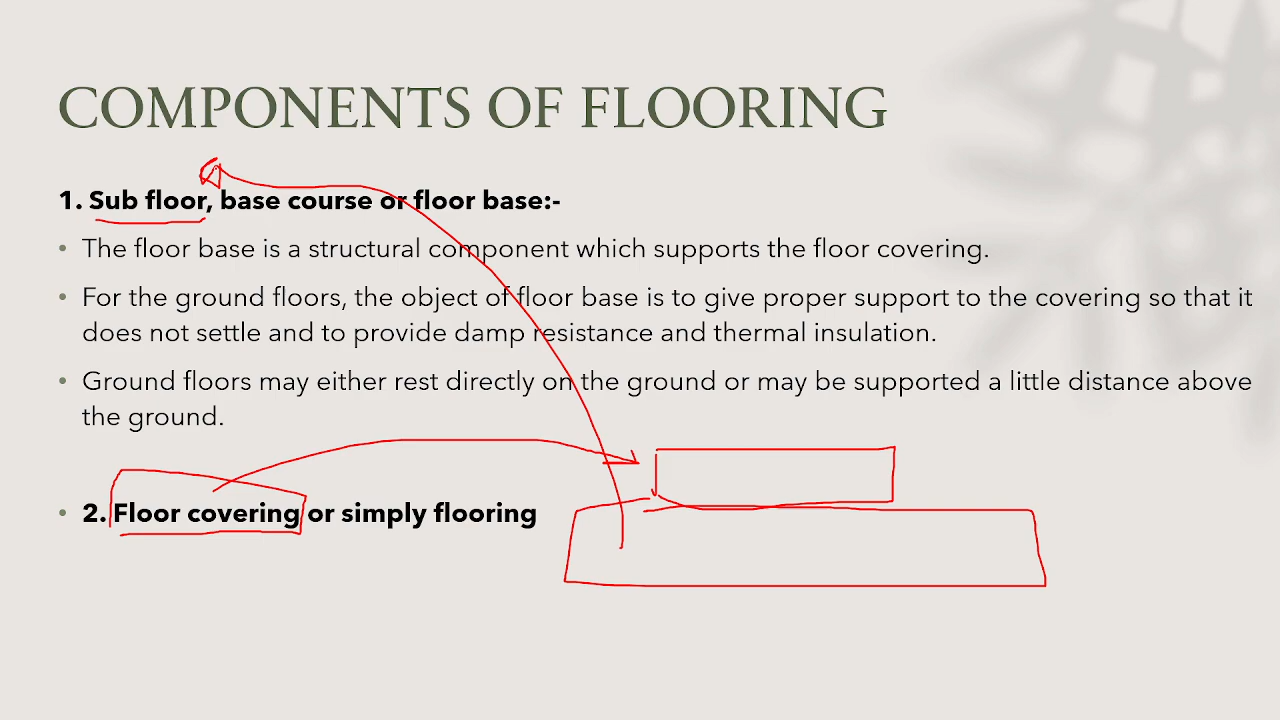 COMPONENTS OF FLOORING
1. Sub floor, base course or floor base:-
• The floor base is a structural component which supports the floor covering.
• For the ground floors, the object of floor base is to give proper support to the covering so that it
does not settle and to provide damp resistance and thermal insulation.
• Ground floors may either rest directly on the ground or may be supported a little distance above
the ground.
• 2. Floor covering or simply flooring